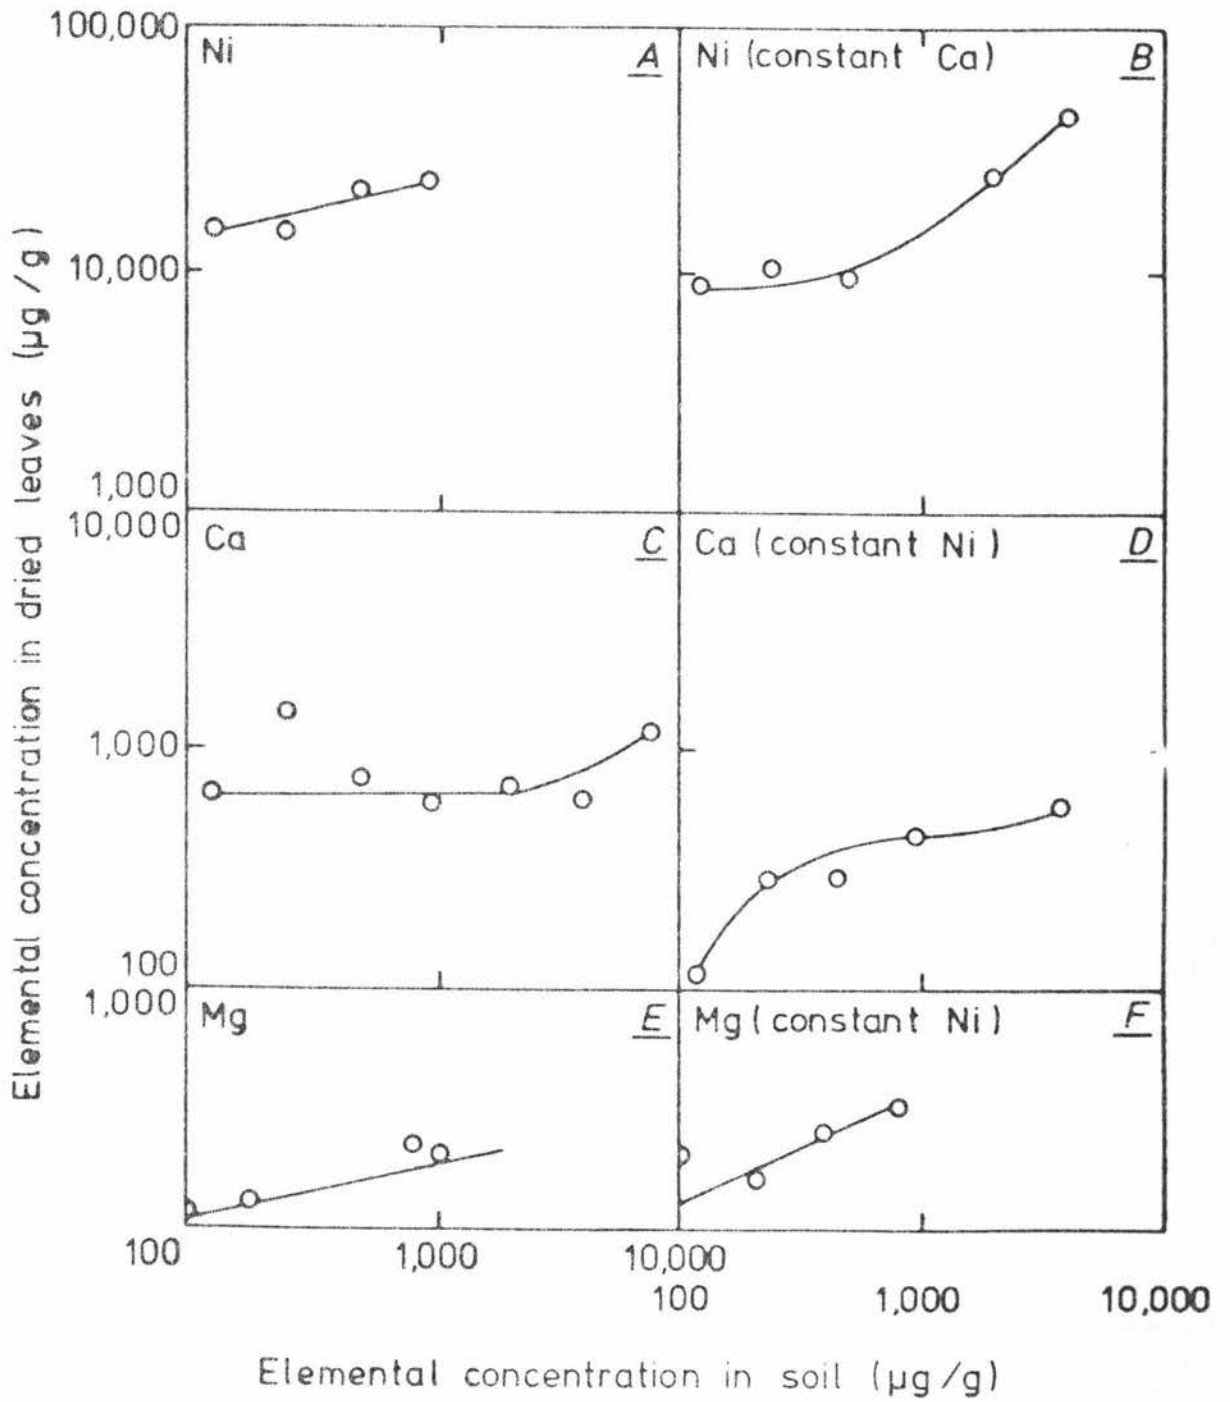 100,000
Ni A
Ni (constant Ca) B
10,000
1,000
10,000
Ca C
Ca (constant Ni) D
1,000
100
1,000
Mg E
Mg (constant Ni) F
100 1,000 10,000
100 1,000 10,000
Elemental concentration in soil (µg/g)
Elemental concentration in dried leaves (µg/g)